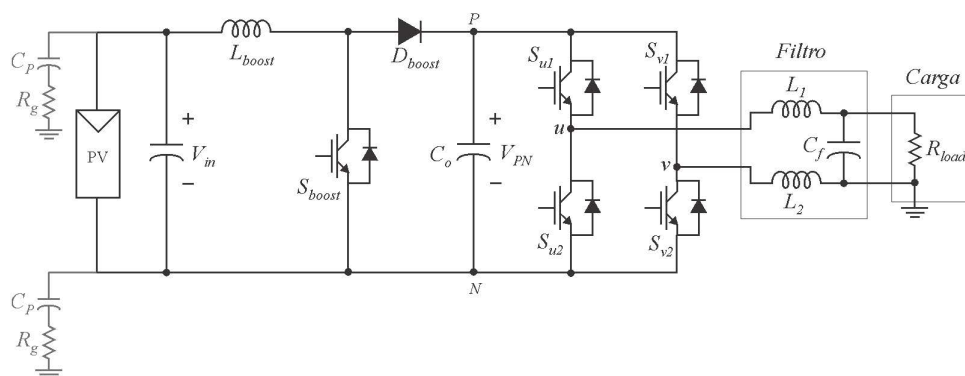 P
C_P
L_boost
D_boost
S_u1
S_v1
Filtro
L_1
Carga
R_g
PV
+
V_in
−
S_boost
C_o
+
V_PN
−
u
v
C_f
R_load
L_2
S_u2
S_v2
N
C_P
R_g